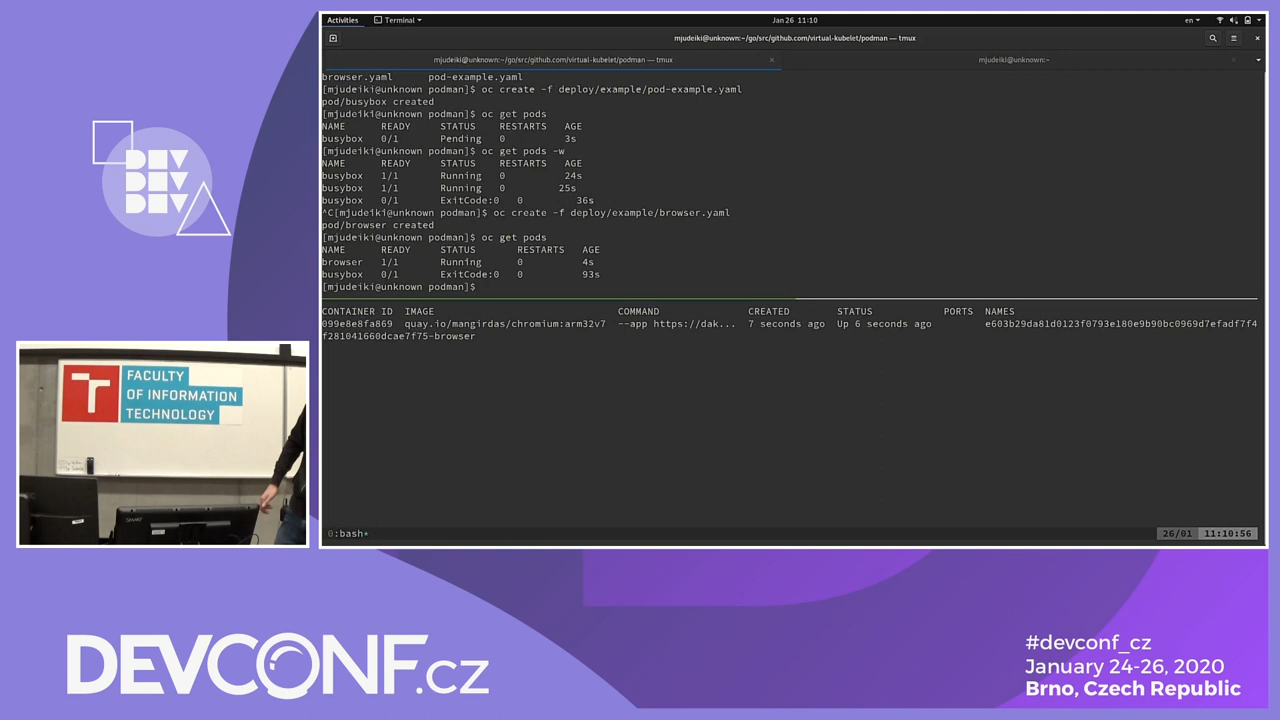 Activities Terminal Jan 26 11:10 en
mjudeiki@unknown:~/go/src/github.com/virtual-kubelet/podman — tmux
mjudeiki@unknown:~/go/src/github.com/virtual-kubelet/podman — tmux mjudeiki@unknown:~
browser.yaml pod-example.yaml
[mjudeiki@unknown podman]$ oc create -f deploy/example/pod-example.yaml
pod/busybox created
[mjudeiki@unknown podman]$ oc get pods
NAME READY STATUS RESTARTS AGE
busybox 0/1 Pending 0 3s
[mjudeiki@unknown podman]$ oc get pods -w
NAME READY STATUS RESTARTS AGE
busybox 1/1 Running 0 24s
busybox 1/1 Running 0 25s
busybox 0/1 ExitCode:0 0 36s
^C[mjudeiki@unknown podman]$ oc create -f deploy/example/browser.yaml
pod/browser created
[mjudeiki@unknown podman]$ oc get pods
NAME READY STATUS RESTARTS AGE
browser 1/1 Running 0 4s
busybox 0/1 ExitCode:0 0 93s
[mjudeiki@unknown podman]$
CONTAINER ID IMAGE COMMAND CREATED STATUS PORTS NAMES
099e8e8fa869 quay.io/mangirdas/chromium:arm32v7 --app https://dak... 7 seconds ago Up 6 seconds ago e603b29da81d0123f0793e180e9b90bc0969d7efadf7f4
f281041660dcae7f75-browser
0:bash* 26/01 11:10:56
DEV
DEV
DEV
FACULTY
OF INFORMATION
TECHNOLOGY
DEVCONF.cz
#devconf_cz
January 24-26, 2020
Brno, Czech Republic